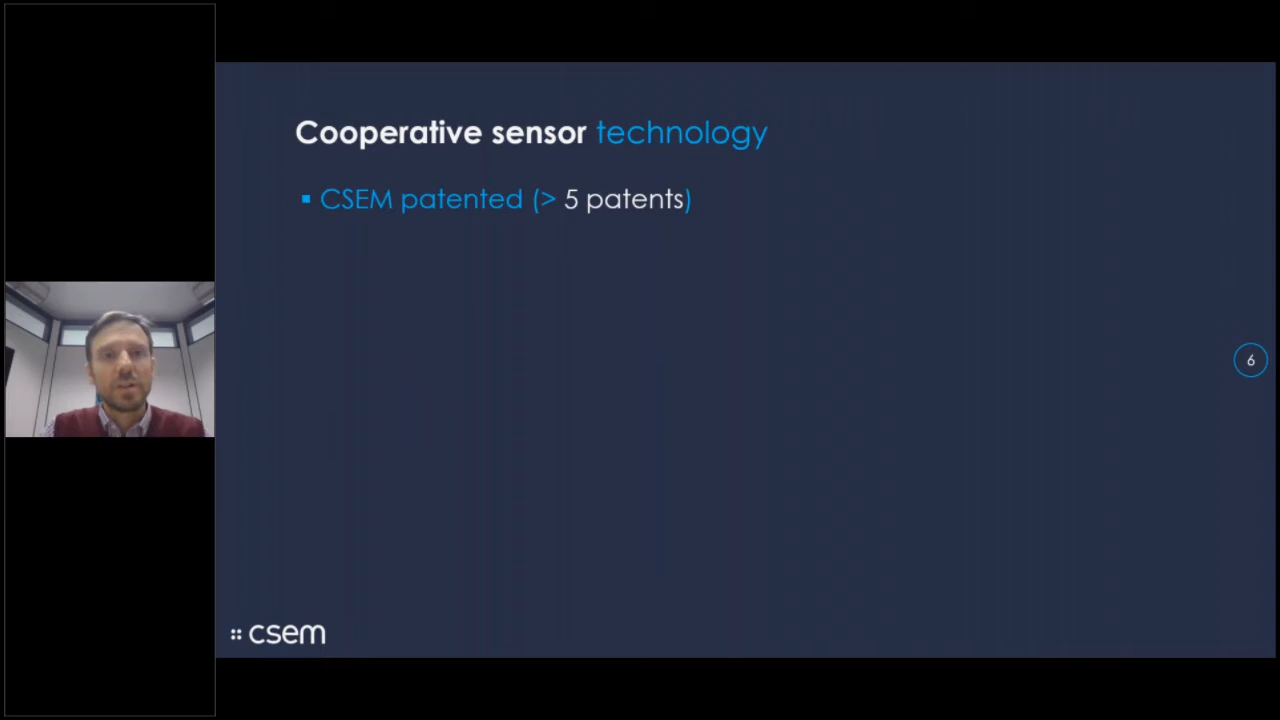 Cooperative sensor technology
▪ CSEM patented (> 5 patents)
6
:: csem